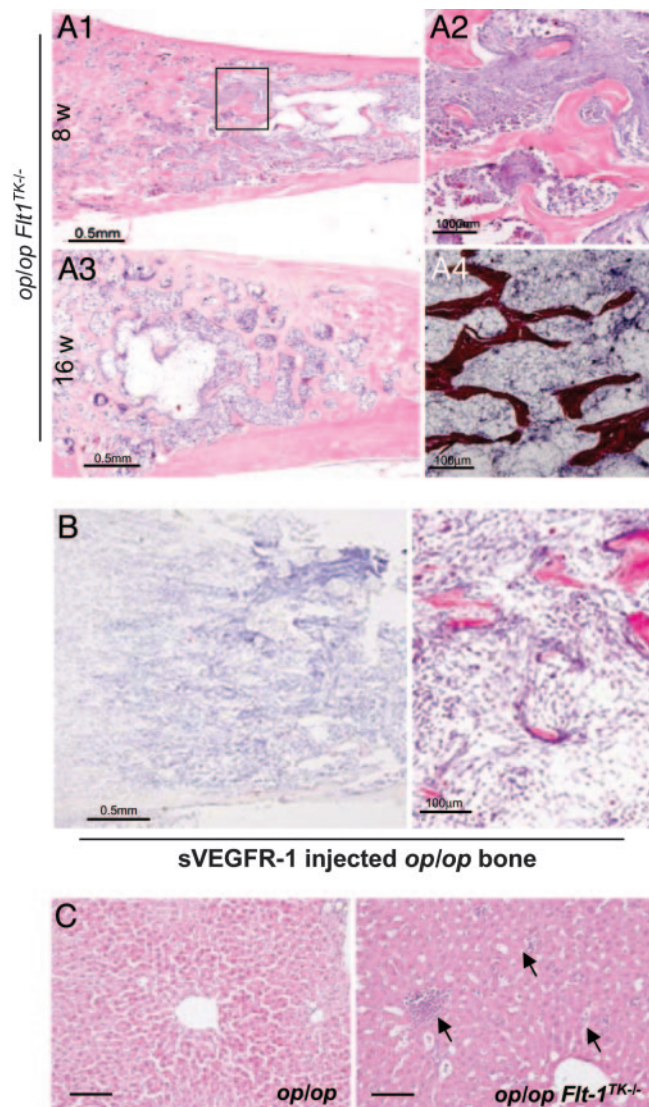 A1
A2
op/op Flt1TK-/-
8 w
0.5mm
100µm
A3
A4
16 w
0.5mm
100µm
B
0.5mm
100µm
sVEGFR-1 injected op/op bone
C
op/op
op/op Flt-1TK-/-